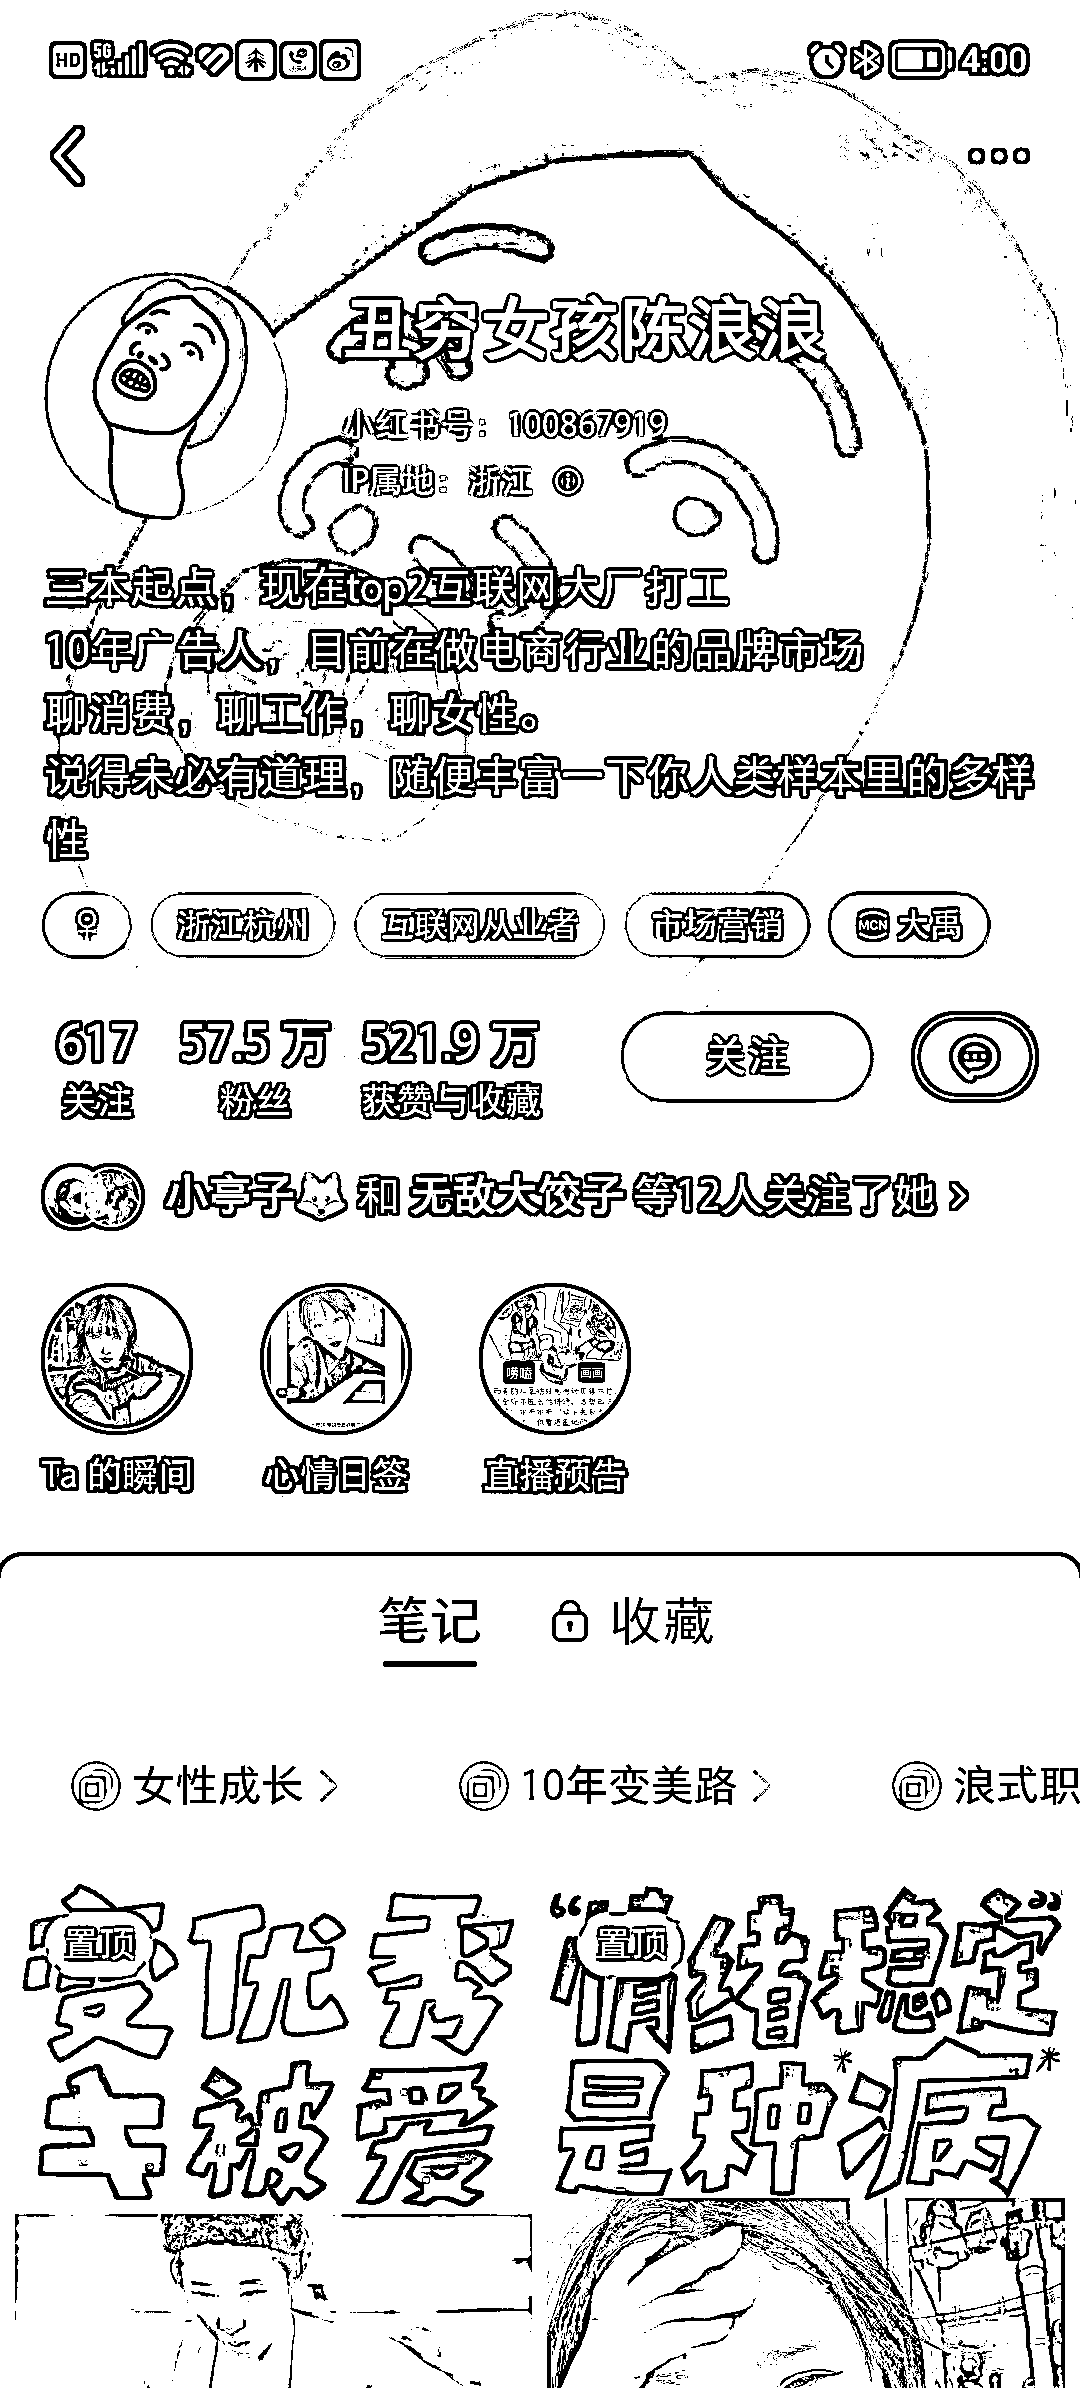 HD 5G 4:00
丑穷女孩陈浪浪
小红书号：100867919
IP属地：浙江
三本起点，现在top2互联网大厂打工
10年广告人，目前在做电商行业的品牌市场
聊消费，聊工作，聊女性。
说得未必有道理，随便丰富一下你人类样本里的多样
性
浙江杭州 互联网从业者 市场营销 MCN 大禹
617 57.5万 521.9万
关注 粉丝 获赞与收藏
关注
小亭子 和 无敌大饺子 等12人关注了她 >
唠嗑 画画
Ta 的瞬间 心情日签 直播预告
笔记 收藏
女性成长 > 10年变美路 > 浪式职
置顶
变优秀
被爱
置顶
“情绪稳定”
是种*病*